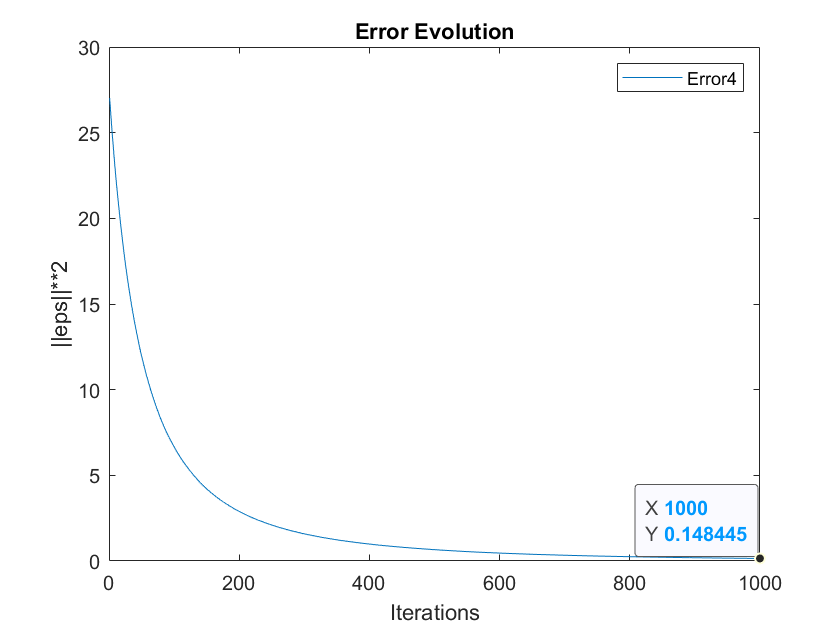 Error Evolution
30
Error4
25
20
||eps||**2
15
10
5
X 1000
Y 0.148445
0
0 200 400 600 800 1000
Iterations